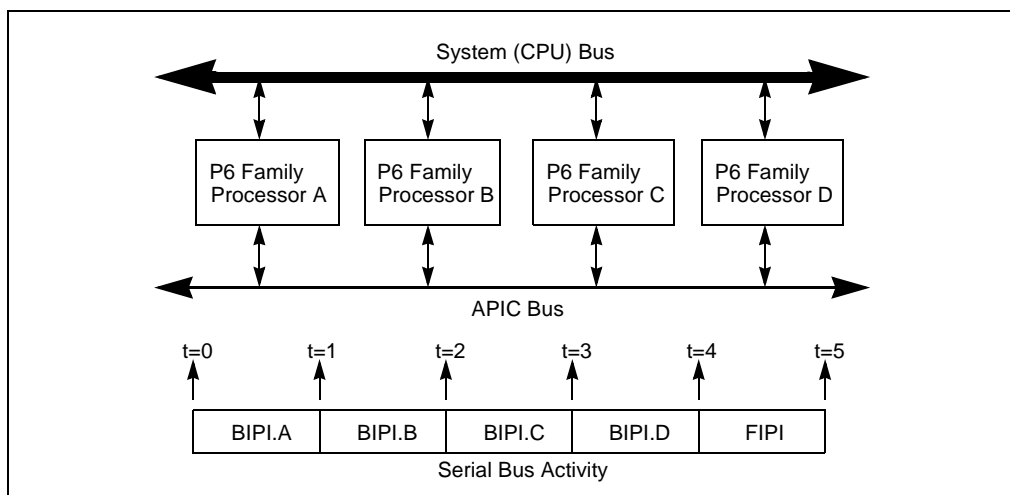 System (CPU) Bus
P6 Family
Processor A
P6 Family
Processor B
P6 Family
Processor C
P6 Family
Processor D
APIC Bus
t=0 t=1 t=2 t=3 t=4 t=5
BIPI.A BIPI.B BIPI.C BIPI.D FIPI
Serial Bus Activity